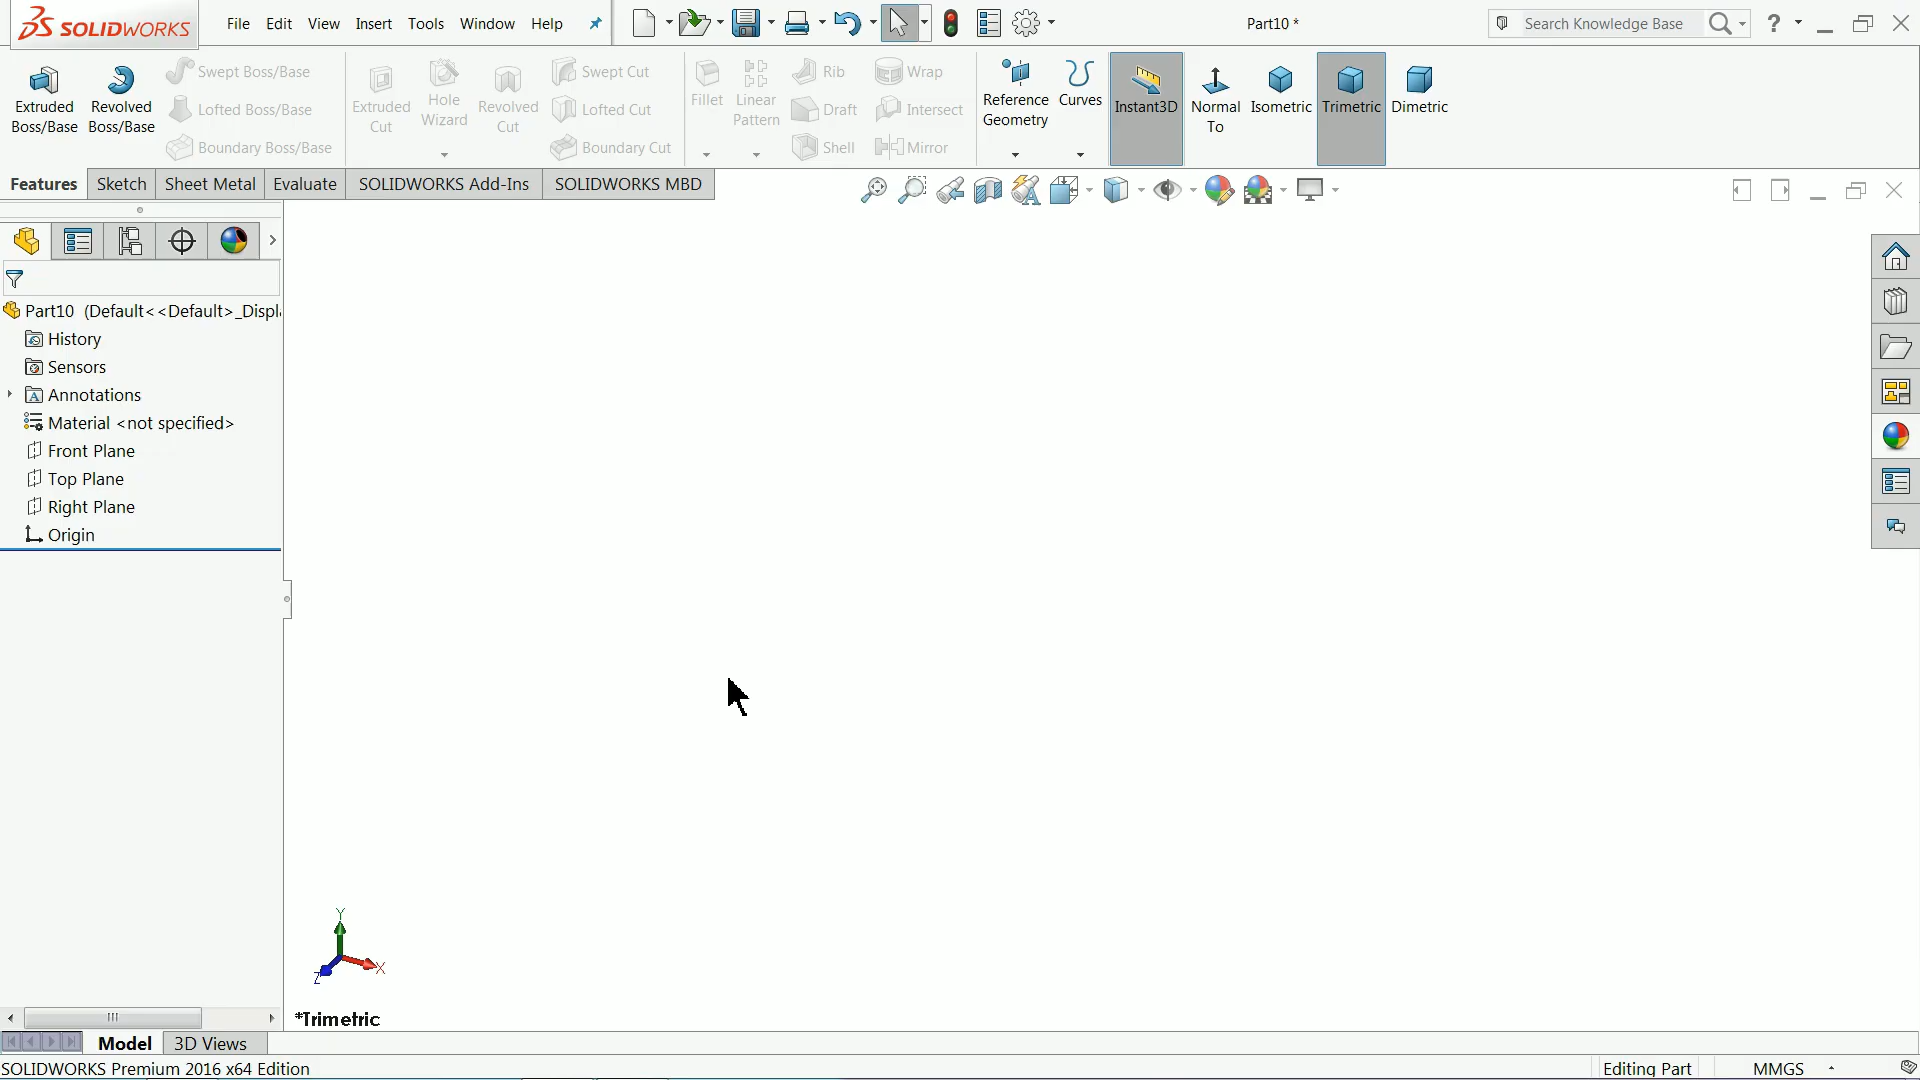 SOLIDWORKS File Edit View Insert Tools Window Help Part10 * Search Knowledge Base ?
Extruded Boss/Base
Revolved Boss/Base
Swept Boss/Base
Lofted Boss/Base
Boundary Boss/Base
Extruded Cut
Hole Wizard
Revolved Cut
Swept Cut
Lofted Cut
Boundary Cut
Fillet
Linear Pattern
Rib
Draft
Shell
Wrap
Intersect
Mirror
Reference Geometry
Curves
Instant3D
Normal To
Isometric
Trimetric
Dimetric
Features Sketch Sheet Metal Evaluate SOLIDWORKS Add-Ins SOLIDWORKS MBD
Part10 (Default<<Default>_Displ
History
Sensors
Annotations
Material <not specified>
Front Plane
Top Plane
Right Plane
Origin
Y
X
Z
*Trimetric
Model 3D Views
SOLIDWORKS Premium 2016 x64 Edition Editing Part MMGS